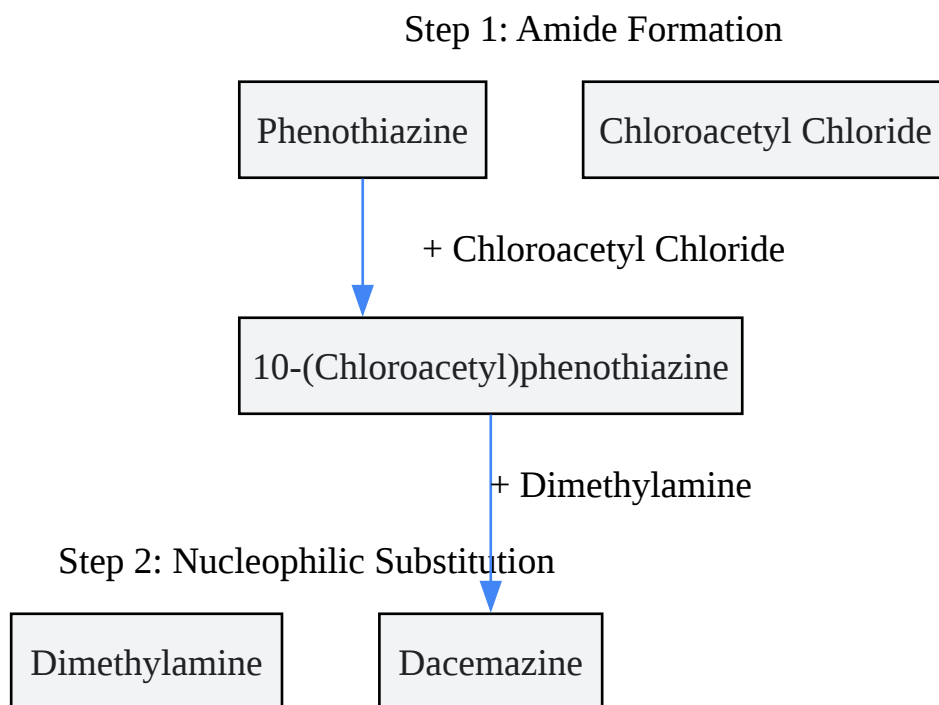 Step 1: Amide Formation
Phenothiazine
Chloroacetyl Chloride
+ Chloroacetyl Chloride
10-(Chloroacetyl)phenothiazine
+ Dimethylamine
Step 2: Nucleophilic Substitution
Dimethylamine
Dacemazine